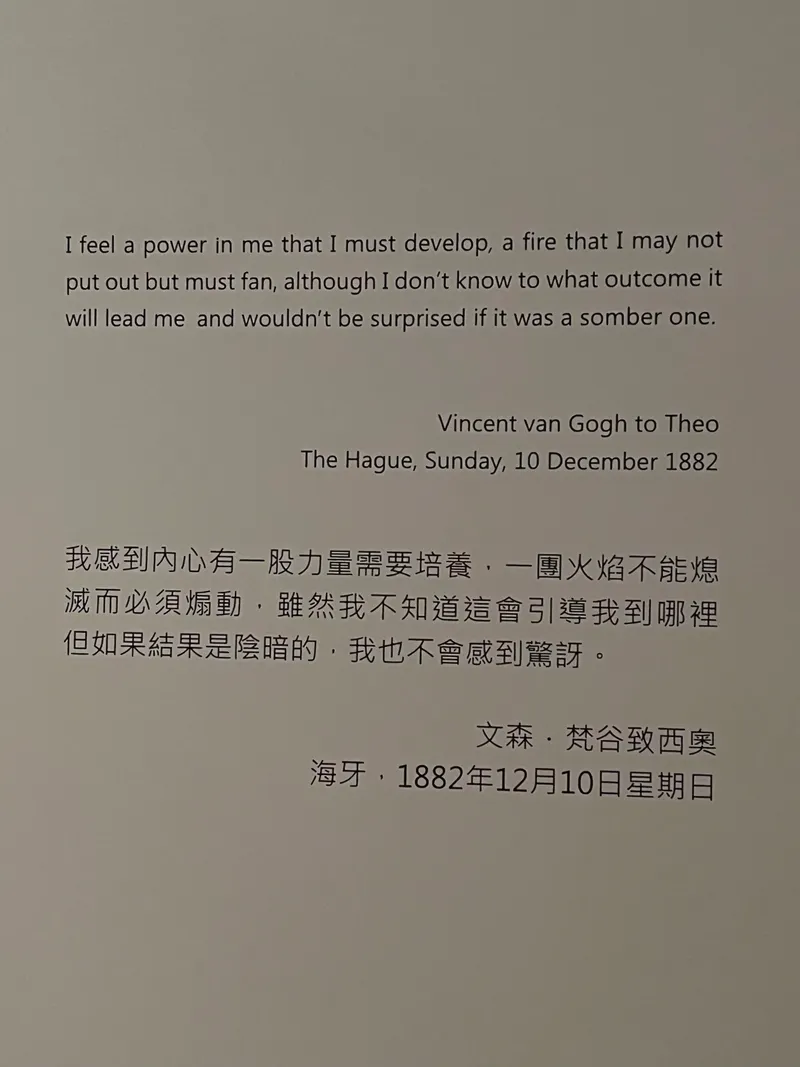 I feel a power in me that I must develop, a fire that I may not
put out but must fan, although I don't know to what outcome it
will lead me and wouldn't be surprised if it was a somber one.
Vincent van Gogh to Theo
The Hague, Sunday, 10 December 1882
我感到內心有一股力量需要培養，一團火焰不能熄
滅而必須煽動，雖然我不知道這會引導我到哪裡
但如果結果是陰暗的，我也不會感到驚訝。
文森．梵谷致西奧
海牙，1882年12月10日星期日